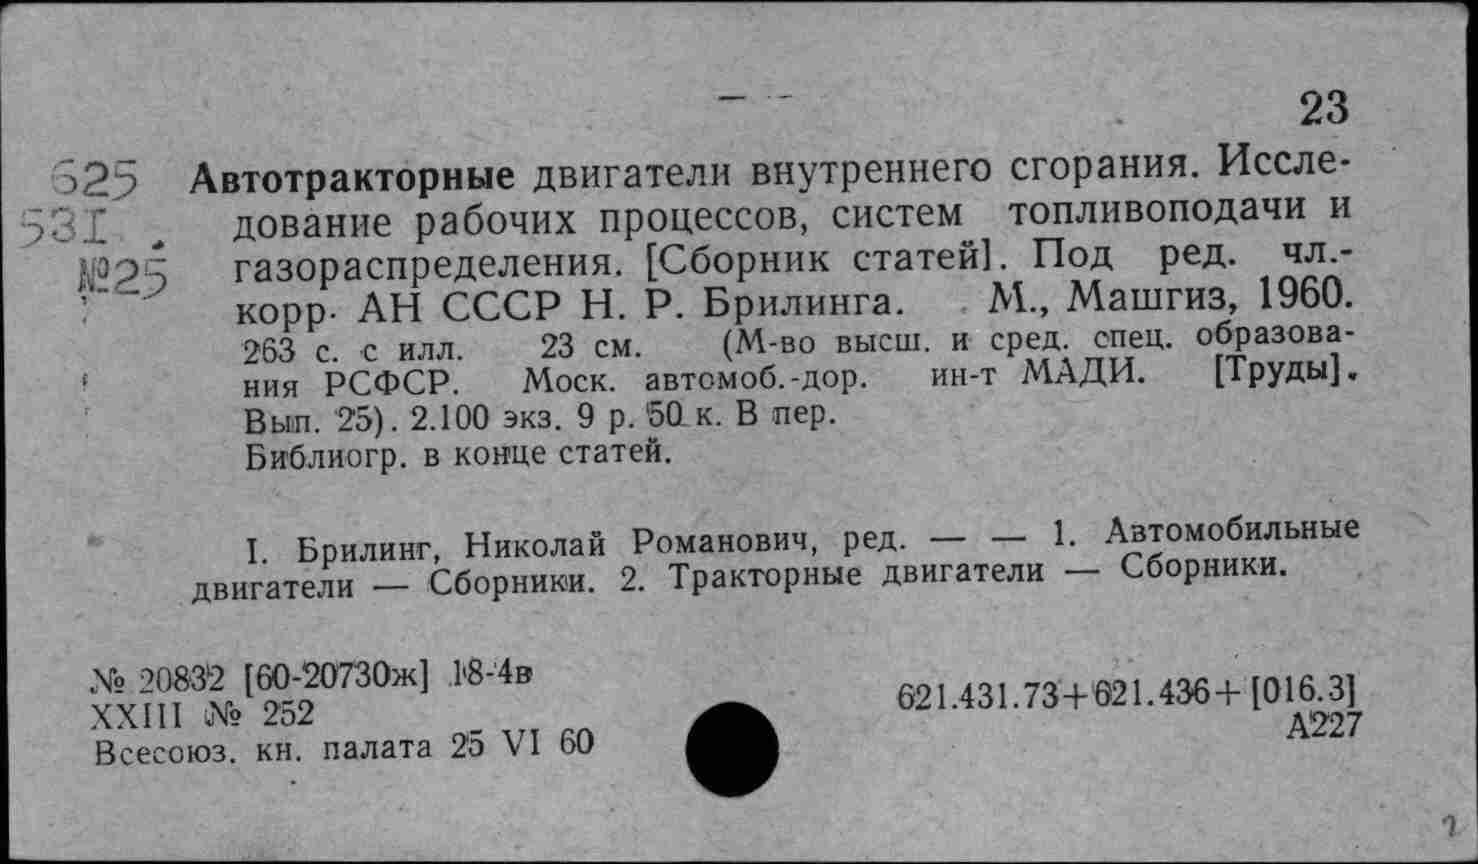 23
525 Автотракторные двигатели внутреннего сгорания. Иссле-
531 . дование рабочих процессов, систем топливоподачи и
№25 газораспределения. [Сборник статей]. Под ред. чл.-
корр. АН СССР Н. Р. Брилинга. М., Машгиз, 1960.
263 с. с илл. 23 см. (М-во высш. и сред. спец. образова-
ния РСФСР. Моск. автомоб.-дор. ин-т МАДИ. [Труды].
Вып. 25). 2.100 экз. 9 р. 50 к. В пер.
Библиогр. в конце статей.
I. Брилинг, Николай Романович, ред. — — 1. Автомобильные
двигатели — Сборники. 2. Тракторные двигатели — Сборники.
№ 20832 [60-20730ж] 18-4в
XXIII № 252
Всесоюз. кн. палата 25 VI 60
621.431.73+621.436+[016.3]
А227